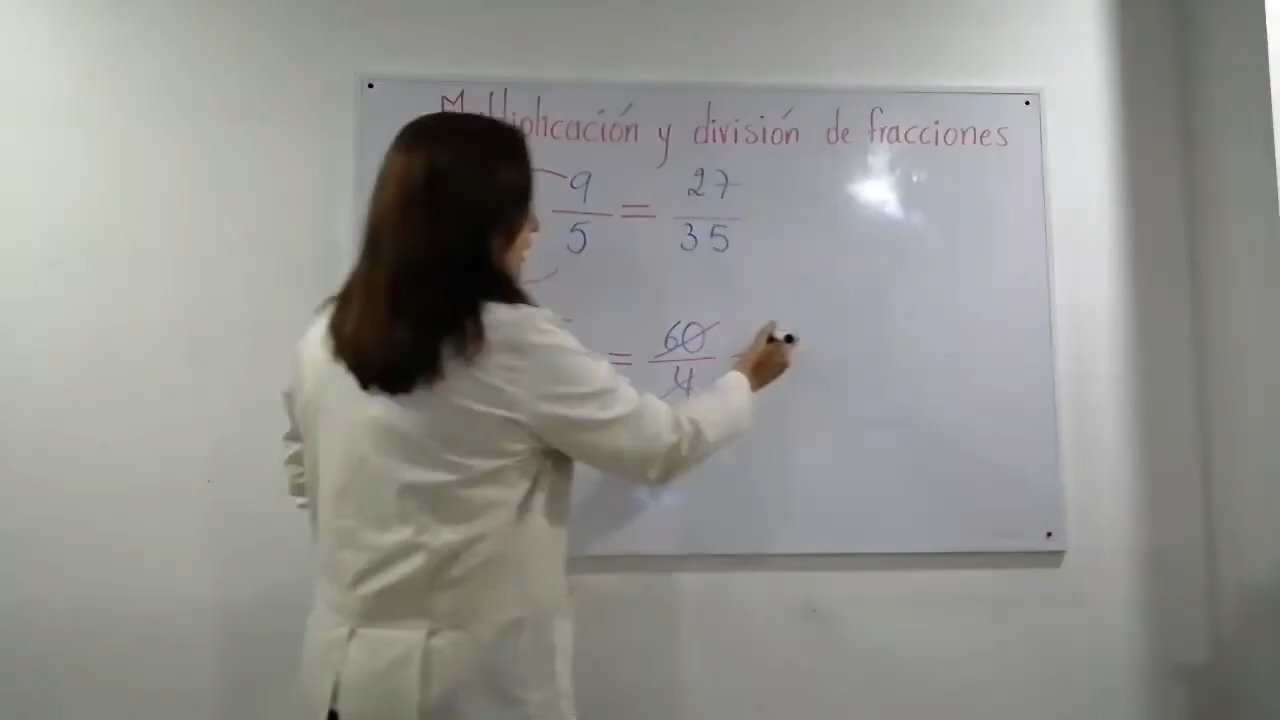 Multiplicación y división de fracciones
9/5 = 27/35
= 60/4